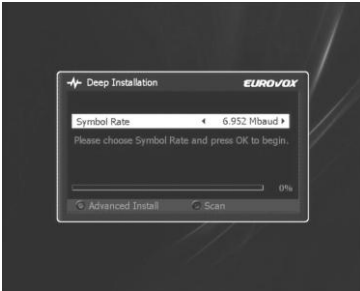 Deep Installation
EUROVOX
Symbol Rate 6.952 Mbaud
Please choose Symbol Rate and press OK to begin.
0%
Advanced Install Scan